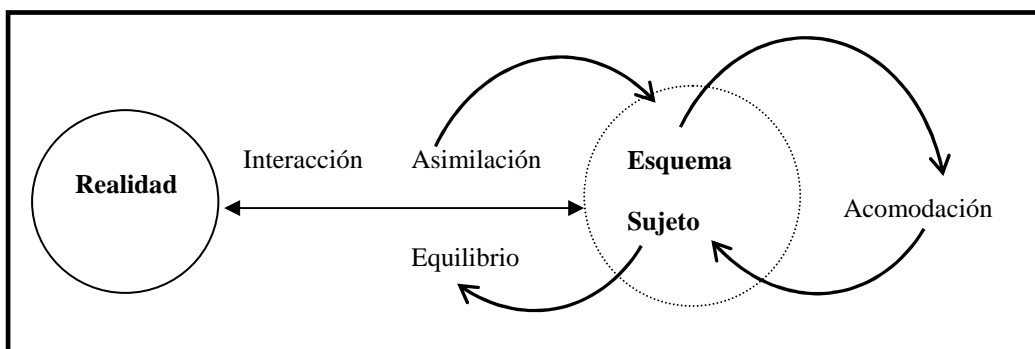 Interacción
Asimilación
Esquema
Realidad
Acomodación
Sujeto
Equilibrio